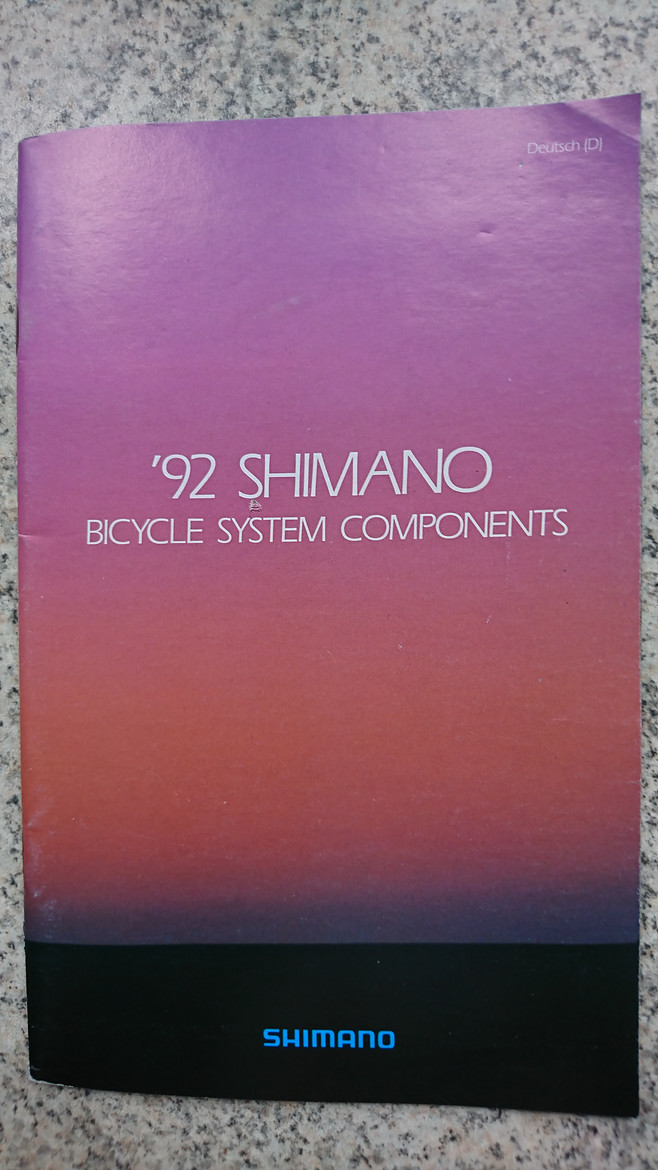 Deutsch (D)
'92 SHIMANO
BICYCLE SYSTEM COMPONENTS
SHIMANO